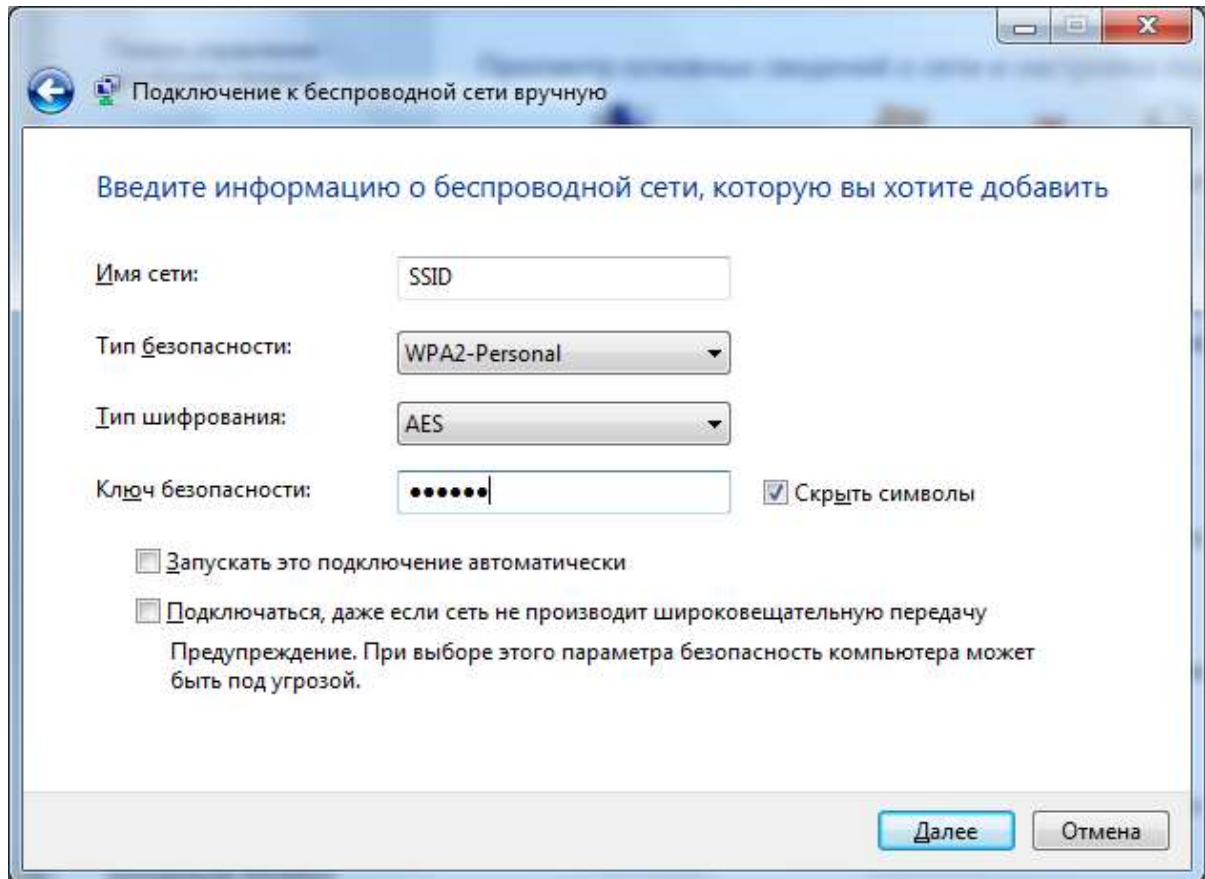 Подключение к беспроводной сети вручную
Введите информацию о беспроводной сети, которую вы хотите добавить
Имя сети:
SSID
Тип безопасности:
WPA2-Personal
Тип шифрования:
AES
Ключ безопасности:
●●●●●●
Скрыть символы
Запускать это подключение автоматически
Подключаться, даже если сеть не производит широковещательную передачу
Предупреждение. При выборе этого параметра безопасность компьютера может
быть под угрозой.
Далее
Отмена